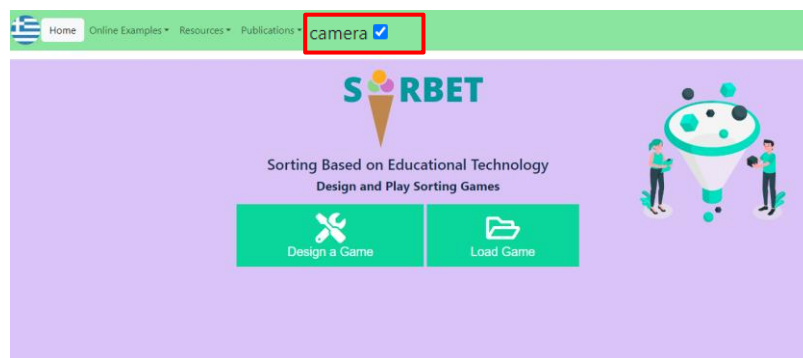 Home Online Examples Resources Publications camera
SORBET
Sorting Based on Educational Technology
Design and Play Sorting Games
Design a Game Load Game